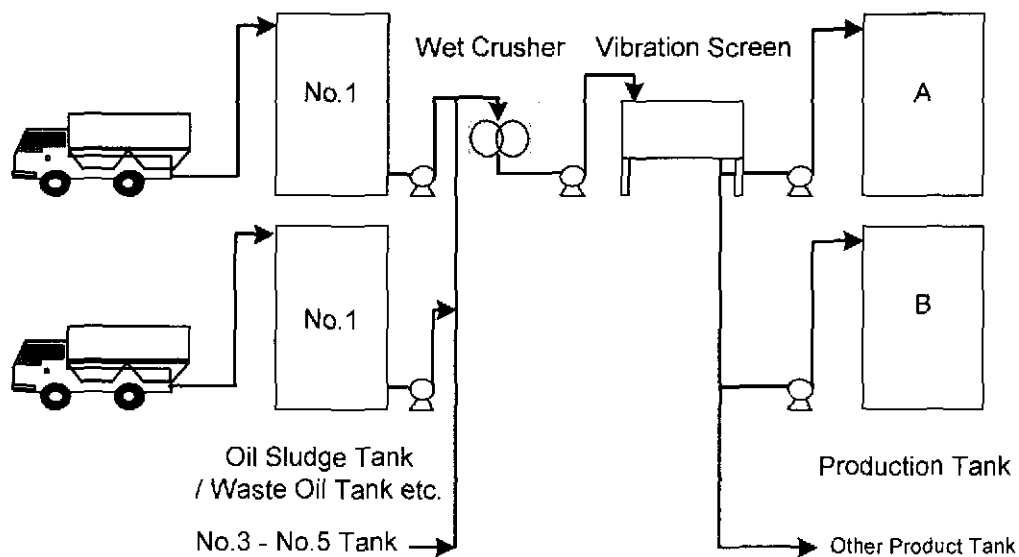 Wet Crusher
Vibration Screen
No.1
A
No.1
B
Oil Sludge Tank
/ Waste Oil Tank etc.
Production Tank
No.3 - No.5 Tank
Other Product Tank